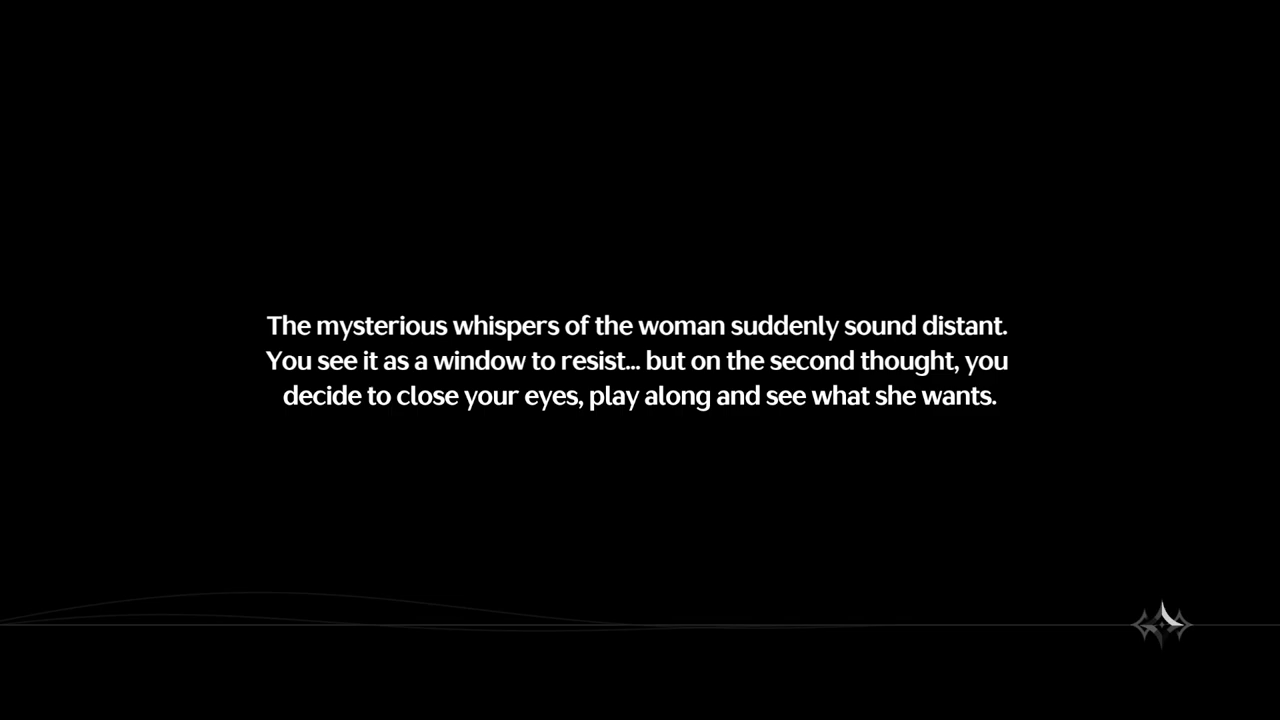 The mysterious whispers of the woman suddenly sound distant.
You see it as a window to resist... but on the second thought, you
decide to close your eyes, play along and see what she wants.